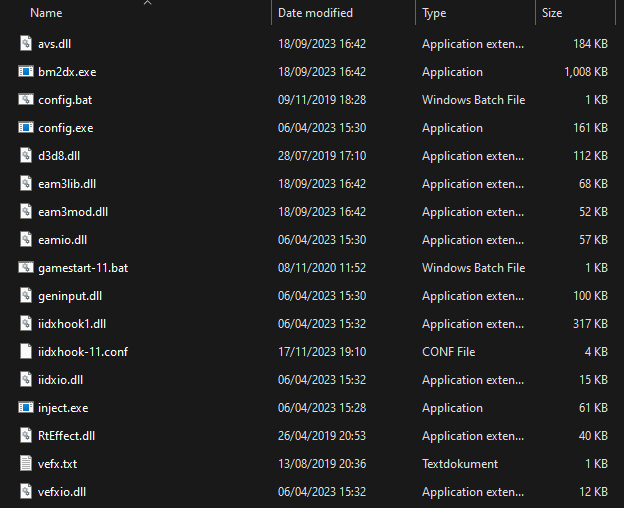 Name Date modified Type Size
avs.dll 18/09/2023 16:42 Application exten... 184 KB
bm2dx.exe 18/09/2023 16:42 Application 1,008 KB
config.bat 09/11/2019 18:28 Windows Batch File 1 KB
config.exe 06/04/2023 15:30 Application 161 KB
d3d8.dll 28/07/2019 17:10 Application exten... 112 KB
eam3lib.dll 18/09/2023 16:42 Application exten... 68 KB
eam3mod.dll 18/09/2023 16:42 Application exten... 52 KB
eamio.dll 06/04/2023 15:30 Application exten... 57 KB
gamestart-11.bat 08/11/2020 11:52 Windows Batch File 1 KB
geninput.dll 06/04/2023 15:30 Application exten... 100 KB
iidxhook1.dll 06/04/2023 15:32 Application exten... 317 KB
iidxhook-11.conf 17/11/2023 19:10 CONF File 4 KB
iidxio.dll 06/04/2023 15:32 Application exten... 15 KB
inject.exe 06/04/2023 15:28 Application 61 KB
RtEffect.dll 26/04/2019 20:53 Application exten... 40 KB
vefx.txt 13/08/2019 20:36 Textdokument 1 KB
vefxio.dll 06/04/2023 15:32 Application exten... 12 KB